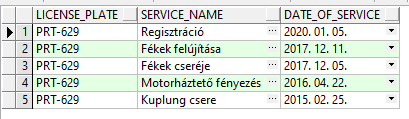 LICENSE_PLATE SERVICE_NAME DATE_OF_SERVICE
1 PRT-629 Regisztráció ... 2020. 01. 05.
2 PRT-629 Fékek felújítása ... 2017. 12. 11.
3 PRT-629 Fékek cseréje ... 2017. 12. 05.
4 PRT-629 Motorháztető fényezés ... 2016. 04. 22.
5 PRT-629 Kuplung csere ... 2015. 02. 25.